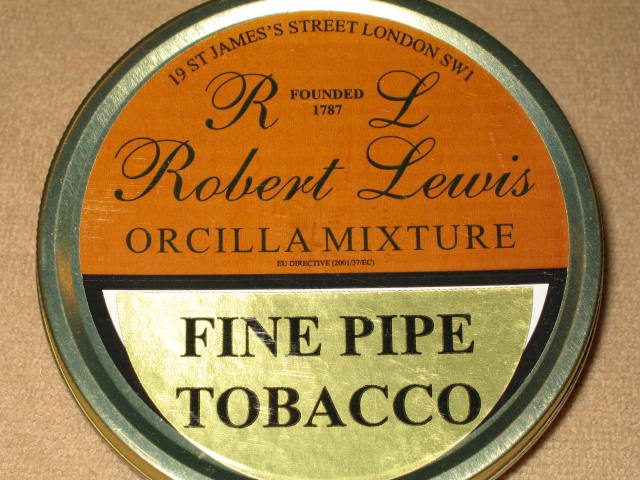 19 ST JAMES'S STREET LONDON SW1
R FOUNDED L
1787
Robert Lewis
ORCILLA MIXTURE
EU DIRECTIVE (2001/37/EC)
FINE PIPE
TOBACCO